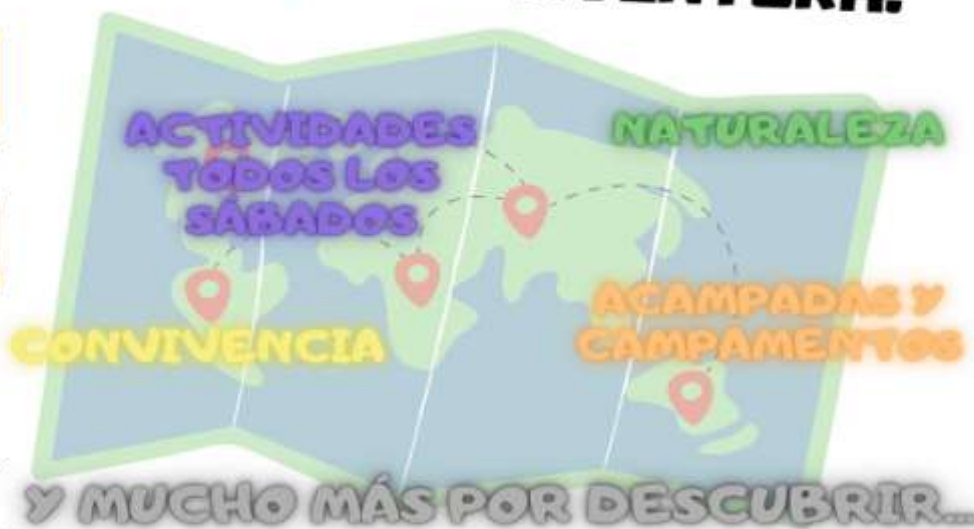 ACTIVIDADES
TODOS LOS
SÁBADOS
NATURALEZA
CONVIVENCIA
ACAMPADAS Y
CAMPAMENTOS
Y MUCHO MÁS POR DESCUBRIR...